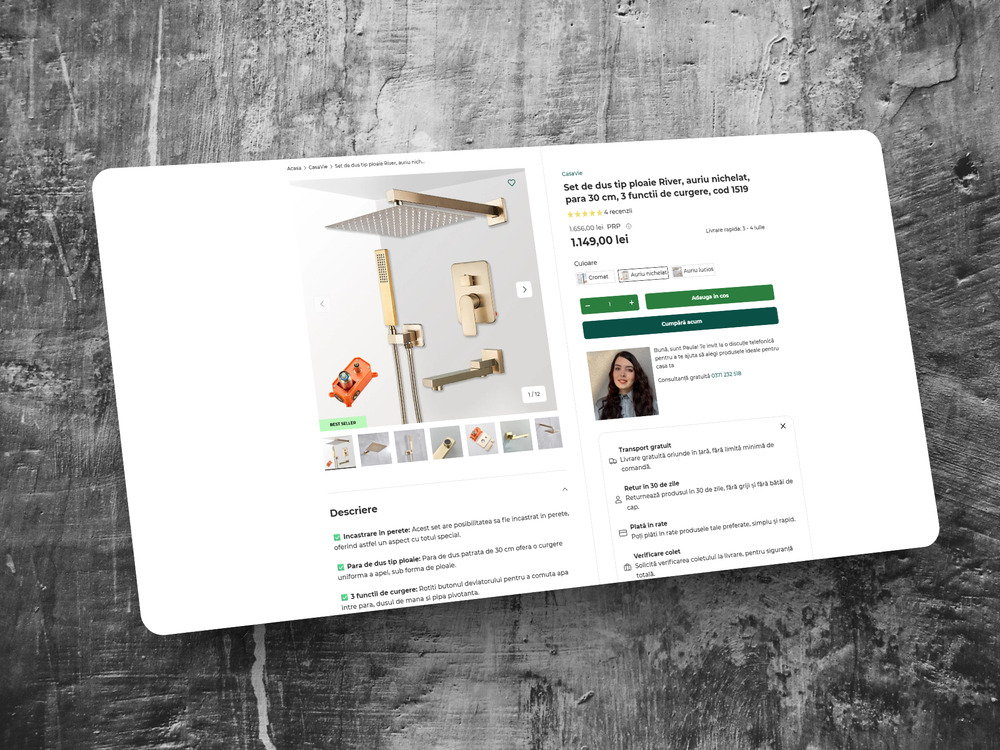 Acasa > CasaVie > Set de dus tip ploaie River, auriu nich...
1 / 12
BEST SELLER
Descriere
Incastrare in perete: Acest set are posibilitatea sa fie incastrat in perete,
oferind astfel un aspect cu totul special.
Para de dus tip ploaie: Para de dus patrata de 30 cm ofera o curgere
uniforma a apei, sub forma de ploaie.
3 functii de curgere: Rotiti butonul deviatorului pentru a comuta apa
intre para, dusul de mana si pipa pivotanta.
CasaVie
Set de dus tip ploaie River, auriu nichelat,
para 30 cm, 3 functii de curgere, cod 1519
4 recenzii
1.656,00 lei PRP
1.149,00 lei
Livrare rapida: 3 - 4 iulie
Culoare
Cromat
Auriu nichelat
Auriu lucios
− 1 +
Adauga in cos
Cumpără acum
Bună, sunt Paula! Te invit la o discuție telefonică
pentru a te ajuta să alegi produsele ideale pentru
casa ta
Consultanță gratuită 0371 232 518
Transport gratuit
Livrare gratuită oriunde în țară, fără limită minimă de
comandă.
Retur in 30 de zile
Returnează produsul in 30 de zile, fără griji și fără bătăi de
cap.
Plată in rate
Poți plăti in rate produsele tale preferate, simplu și rapid.
Verificare colet
Solicită verificarea coletului la livrare, pentru siguranță
totală.